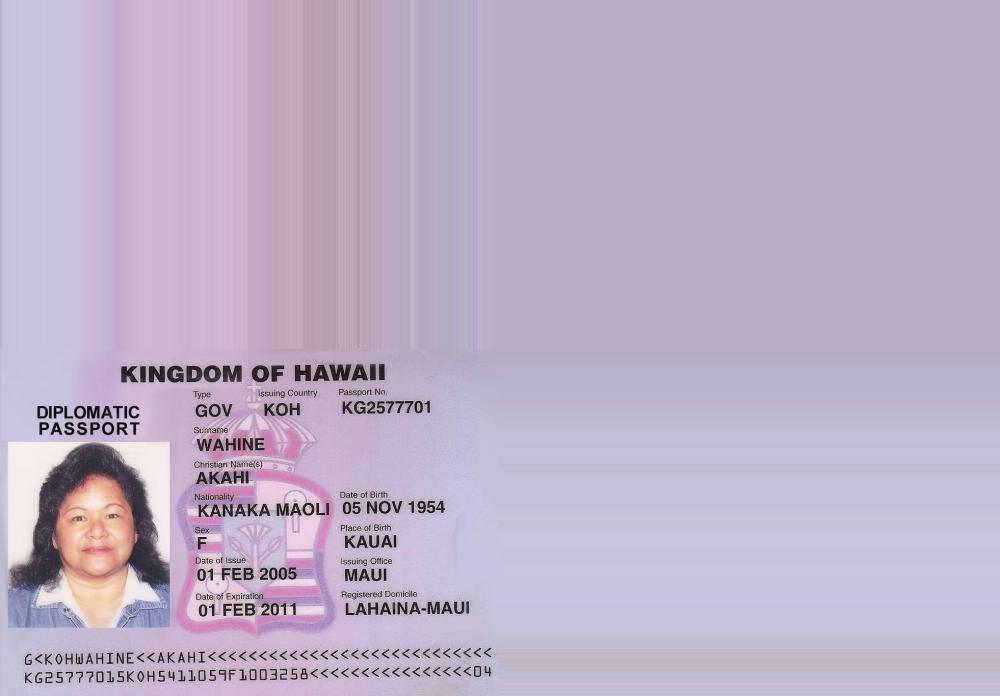 KINGDOM OF HAWAII
Type Issuing Country Passport No.
GOV KOH KG2577701
DIPLOMATIC
PASSPORT
Surname
WAHINE
Christian Name(s)
AKAHI
Nationality Date of Birth
KANAKA MAOLI 05 NOV 1954
Sex Place of Birth
F KAUAI
Date of Issue Issuing Office
01 FEB 2005 MAUI
Date of Expiration Registered Domicile
01 FEB 2011 LAHAINA-MAUI
G<KOHWAHINE<<AKAHI<<<<<<<<<<<<<<<<<<<<<<<<<<<<
KG25777015KOH5411059F1003258<<<<<<<<<<<<<<<<04